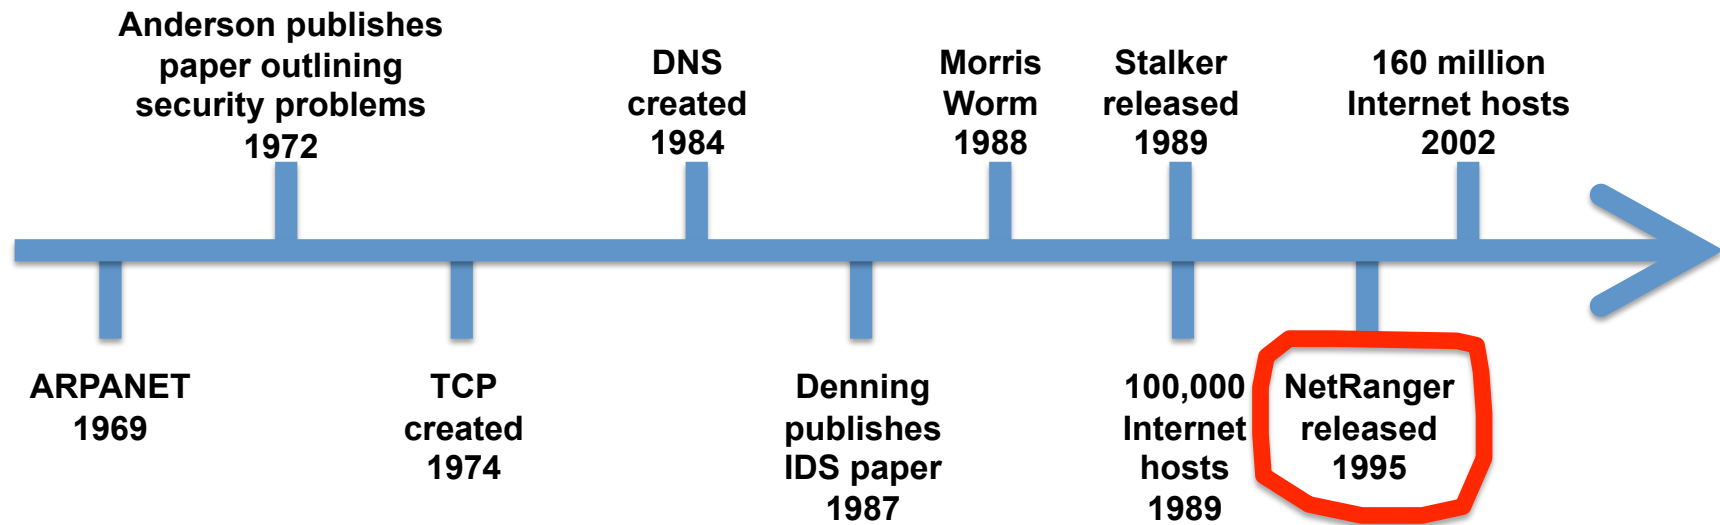 Anderson publishes
paper outlining
security problems
1972
DNS
created
1984
Morris
Worm
1988
Stalker
released
1989
160 million
Internet hosts
2002
ARPANET
1969
TCP
created
1974
Denning
publishes
IDS paper
1987
100,000
Internet
hosts
1989
NetRanger
released
1995